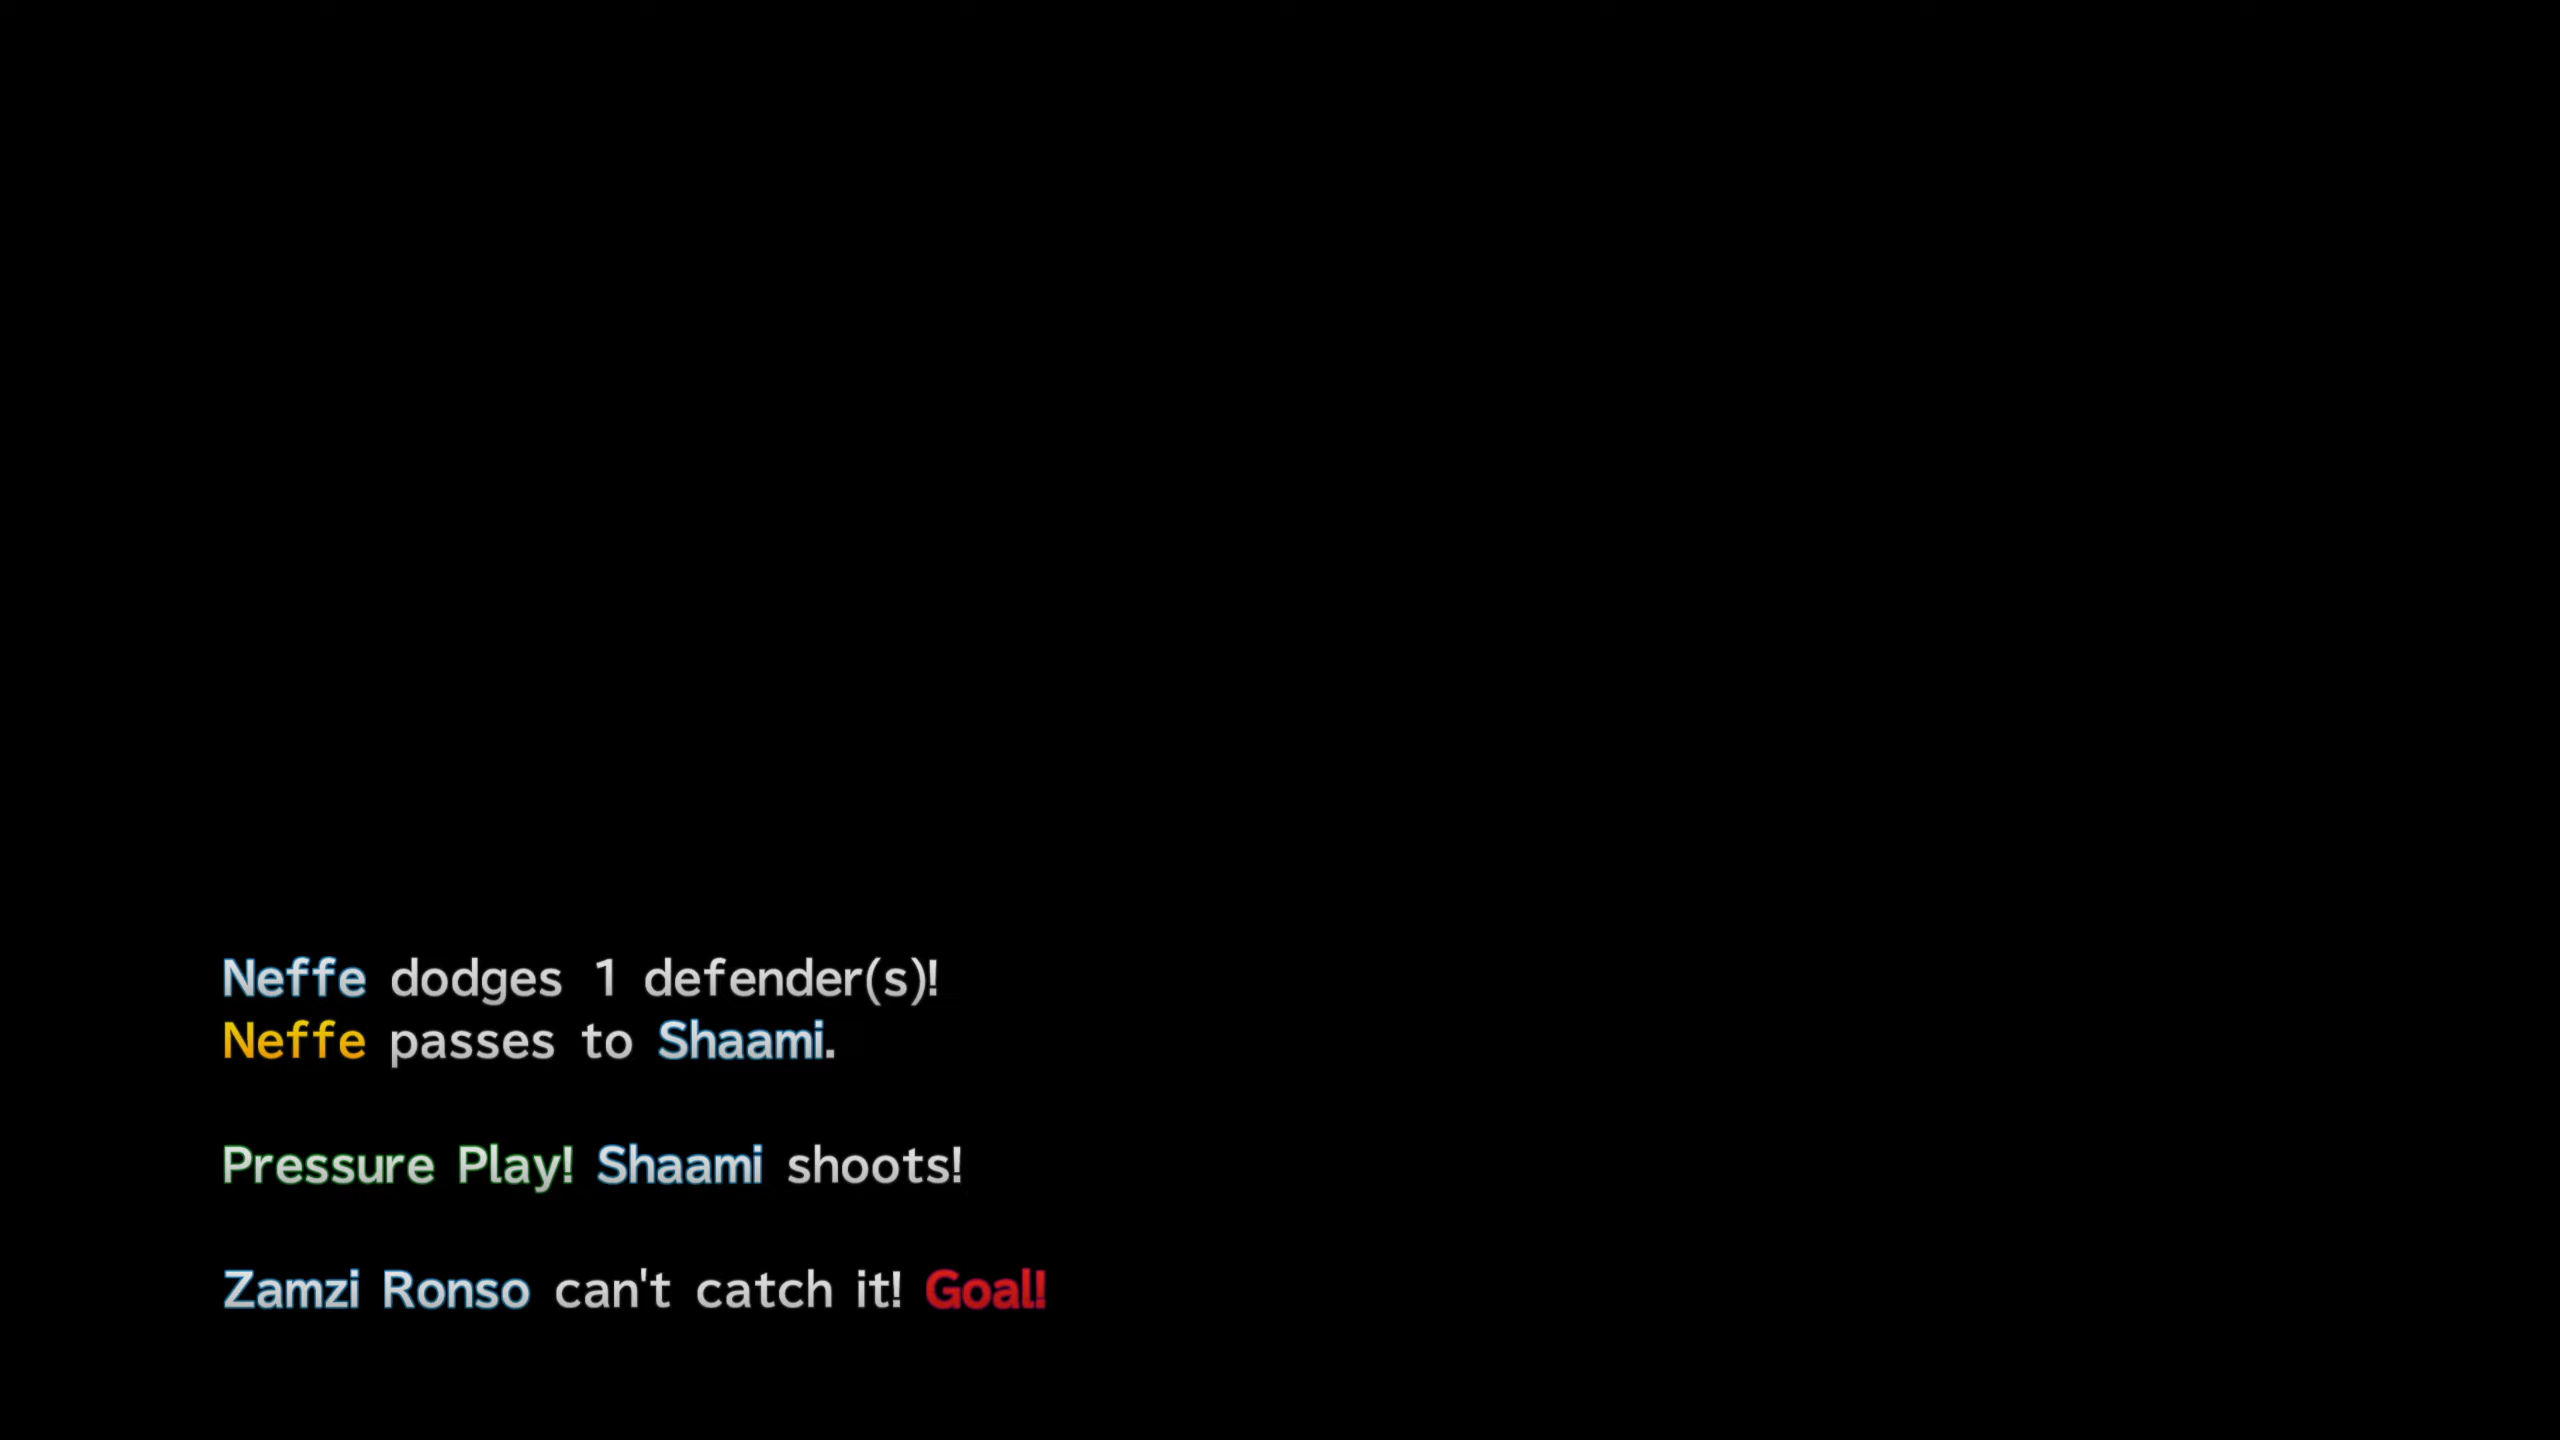 Neffe dodges 1 defender(s)!
Neffe passes to Shaami.
Pressure Play! Shaami shoots!
Zamzi Ronso can't catch it! Goal!